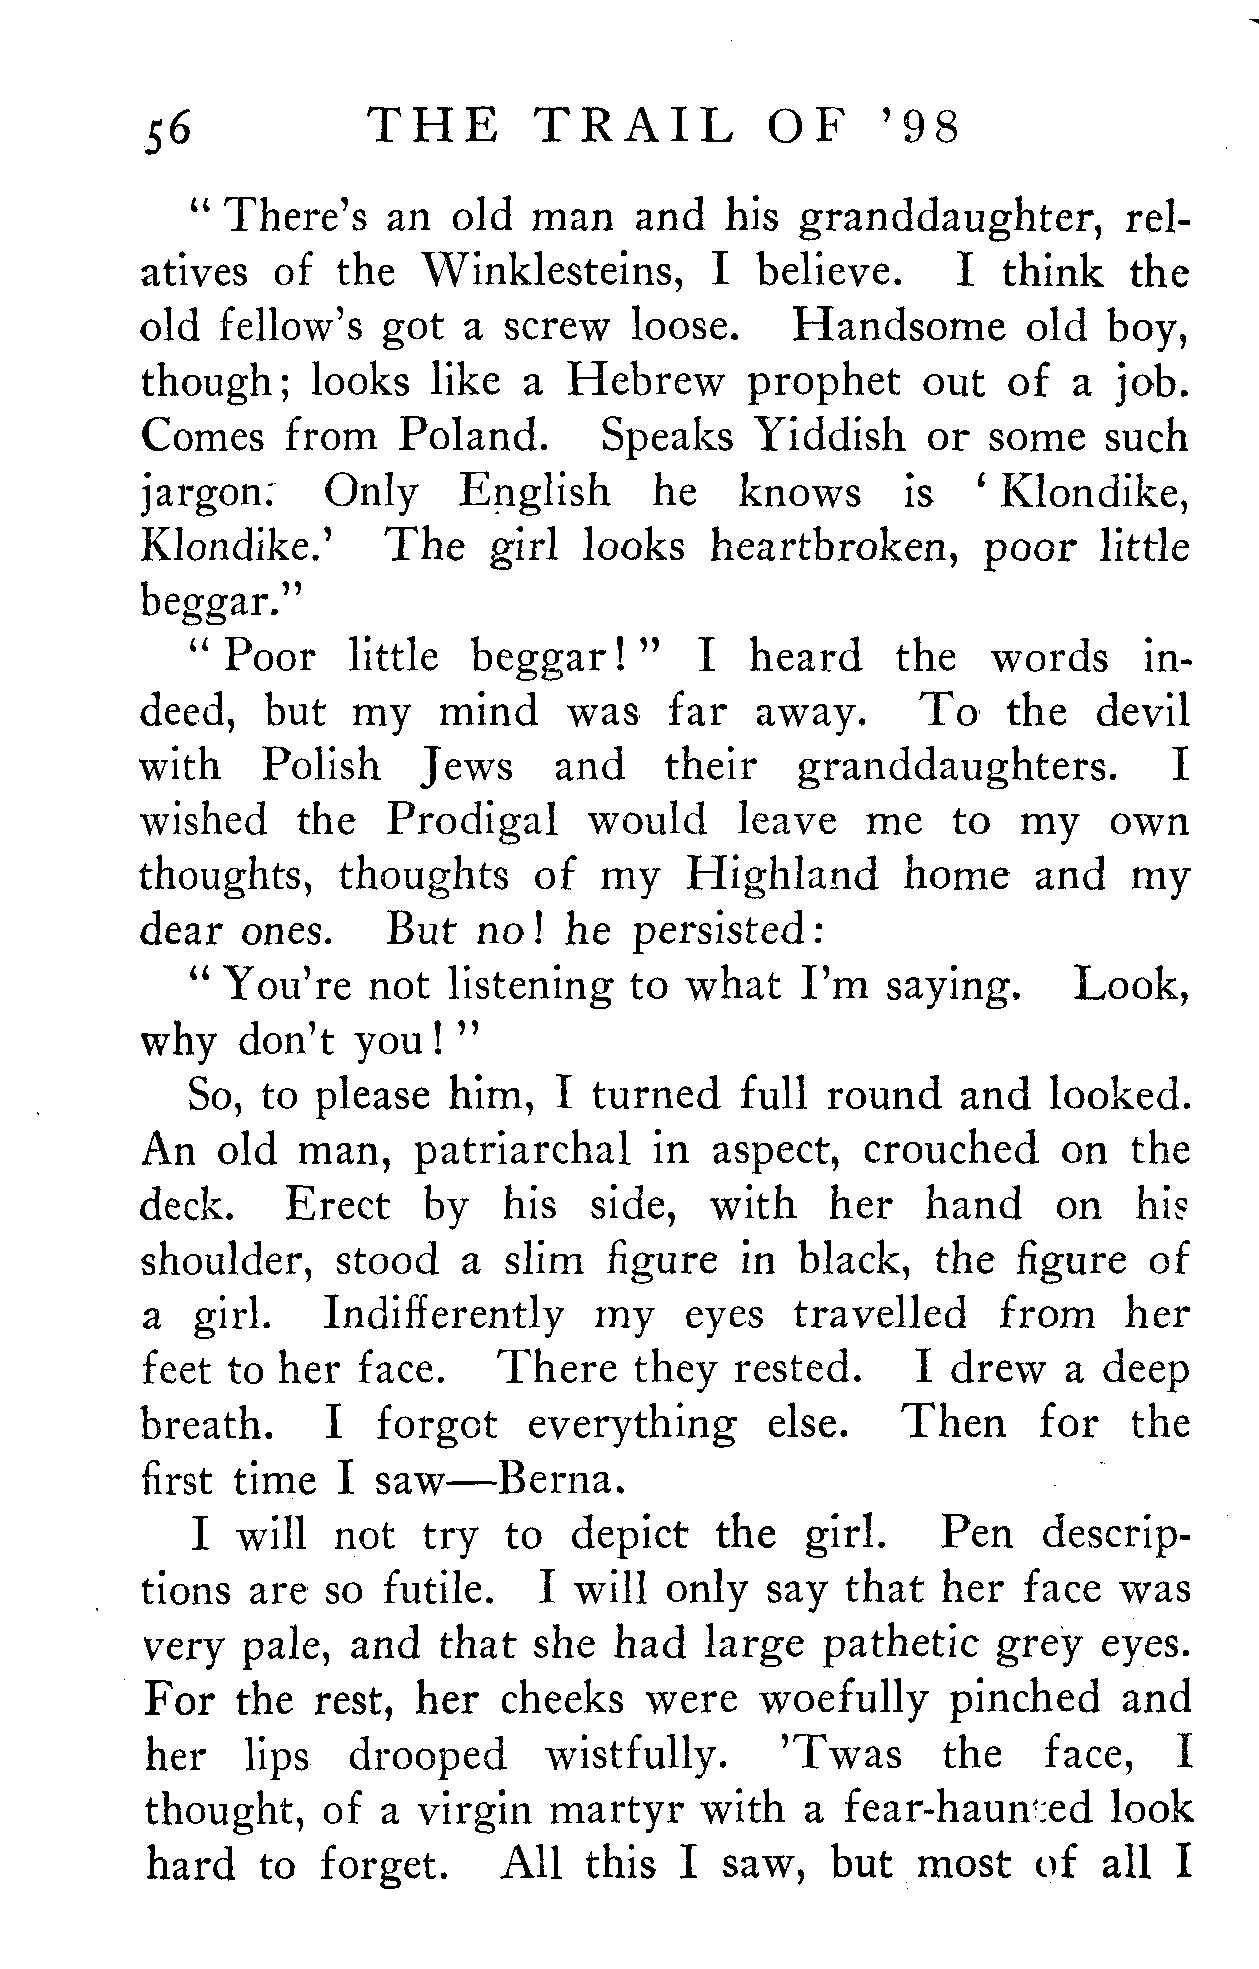 56 THE TRAIL OF '98
" There's an old man and his granddaughter, rel-
atives of the Winklesteins, I believe. I think the
old fellow's got a screw loose. Handsome old boy,
though; looks like a Hebrew prophet out of a job.
Comes from Poland. Speaks Yiddish or some such
jargon. Only English he knows is ' Klondike,
Klondike.' The girl looks heartbroken, poor little
beggar."
" Poor little beggar! " I heard the words in-
deed, but my mind was far away. To the devil
with Polish Jews and their granddaughters. I
wished the Prodigal would leave me to my own
thoughts, thoughts of my Highland home and my
dear ones. But no! he persisted:
" You're not listening to what I'm saying. Look,
why don't you! "
So, to please him, I turned full round and looked.
An old man, patriarchal in aspect, crouched on the
deck. Erect by his side, with her hand on his
shoulder, stood a slim figure in black, the figure of
a girl. Indifferently my eyes travelled from her
feet to her face. There they rested. I drew a deep
breath. I forgot everything else. Then for the
first time I saw—Berna.
I will not try to depict the girl. Pen descrip-
tions are so futile. I will only say that her face was
very pale, and that she had large pathetic grey eyes.
For the rest, her cheeks were woefully pinched and
her lips drooped wistfully. 'Twas the face, I
thought, of a virgin martyr with a fear-haunted look
hard to forget. All this I saw, but most of all I